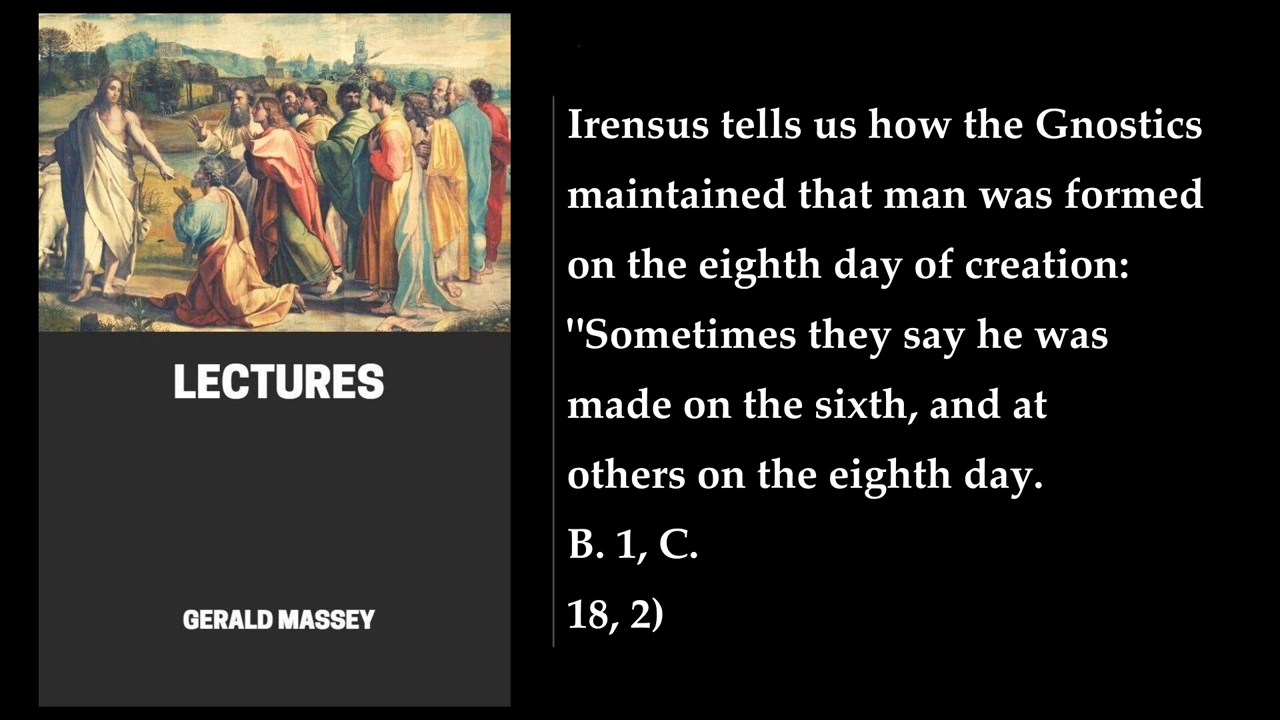 LECTURES
GERALD MASSEY
Irensus tells us how the Gnostics
maintained that man was formed
on the eighth day of creation:
"Sometimes they say he was
made on the sixth, and at
others on the eighth day.
B. 1, C.
18, 2)